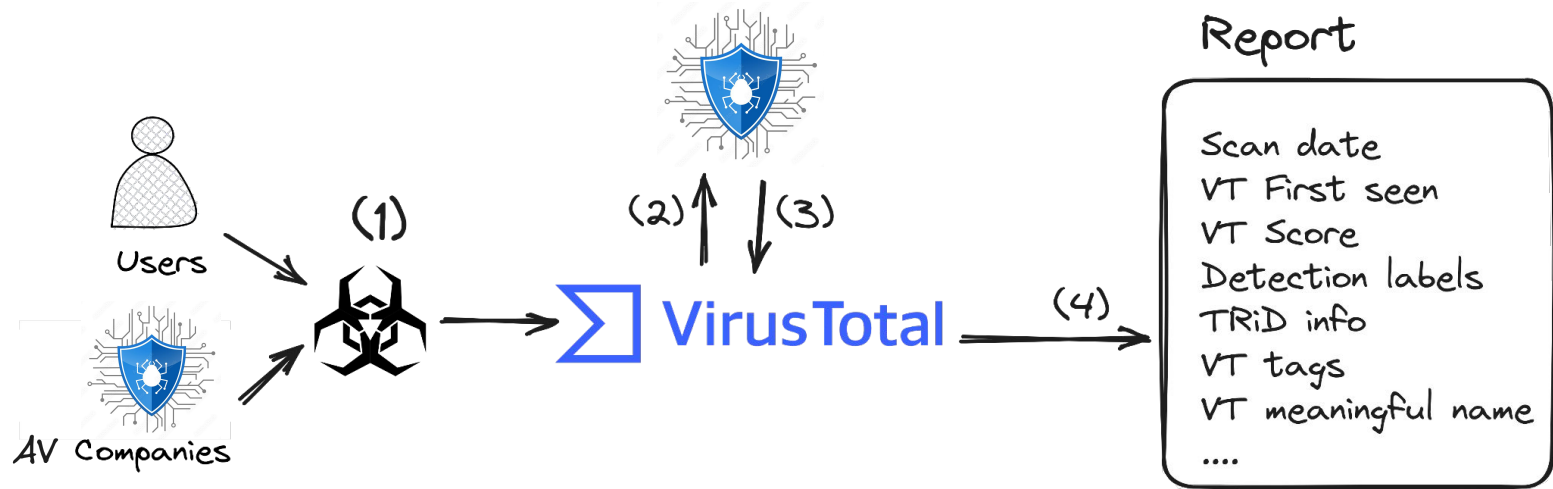 Report
(1)
(2)
(3)
Users
AV Companies
VirusTotal
(4)
Scan date
VT First seen
VT Score
Detection labels
TRiD info
VT tags
VT meaningful name
....